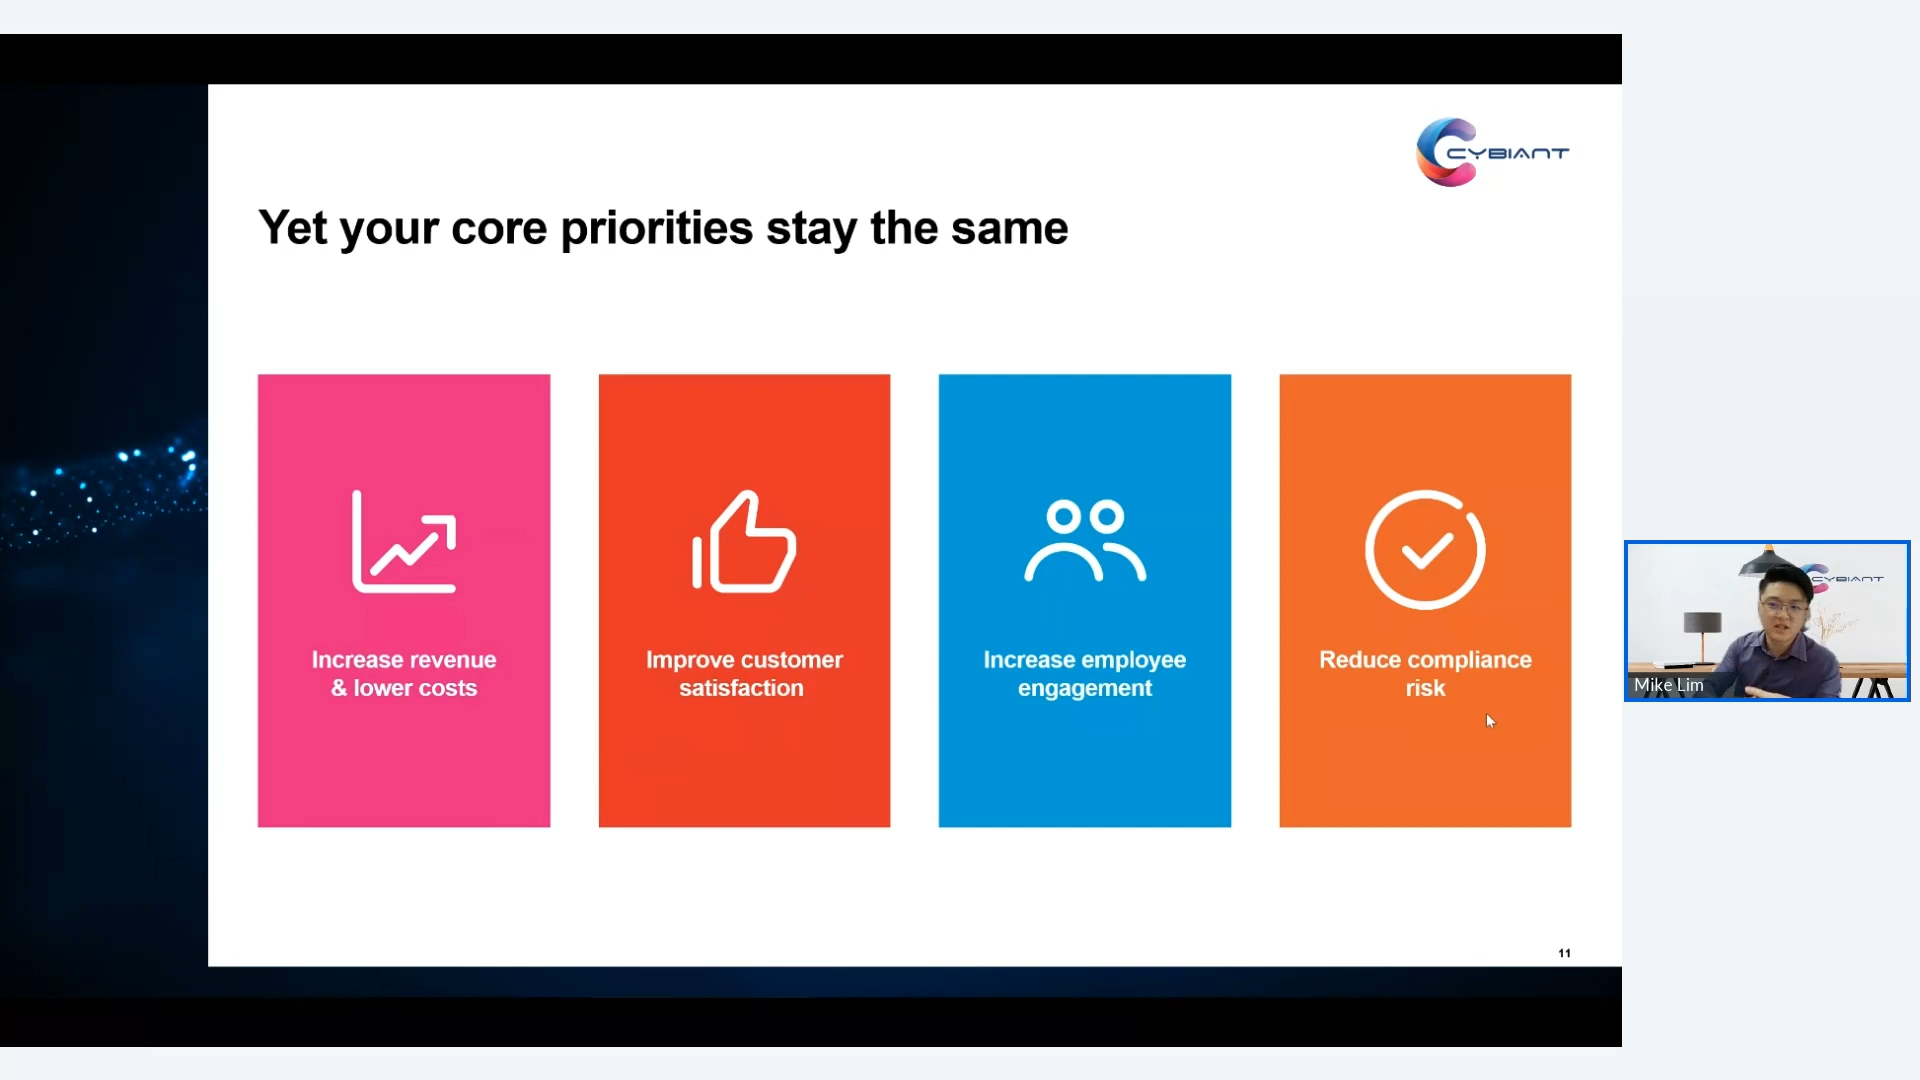 CYBIANT
Yet your core priorities stay the same
Increase revenue
& lower costs
Improve customer
satisfaction
Increase employee
engagement
Reduce compliance
risk
11
CYBIANT
Mike Lim